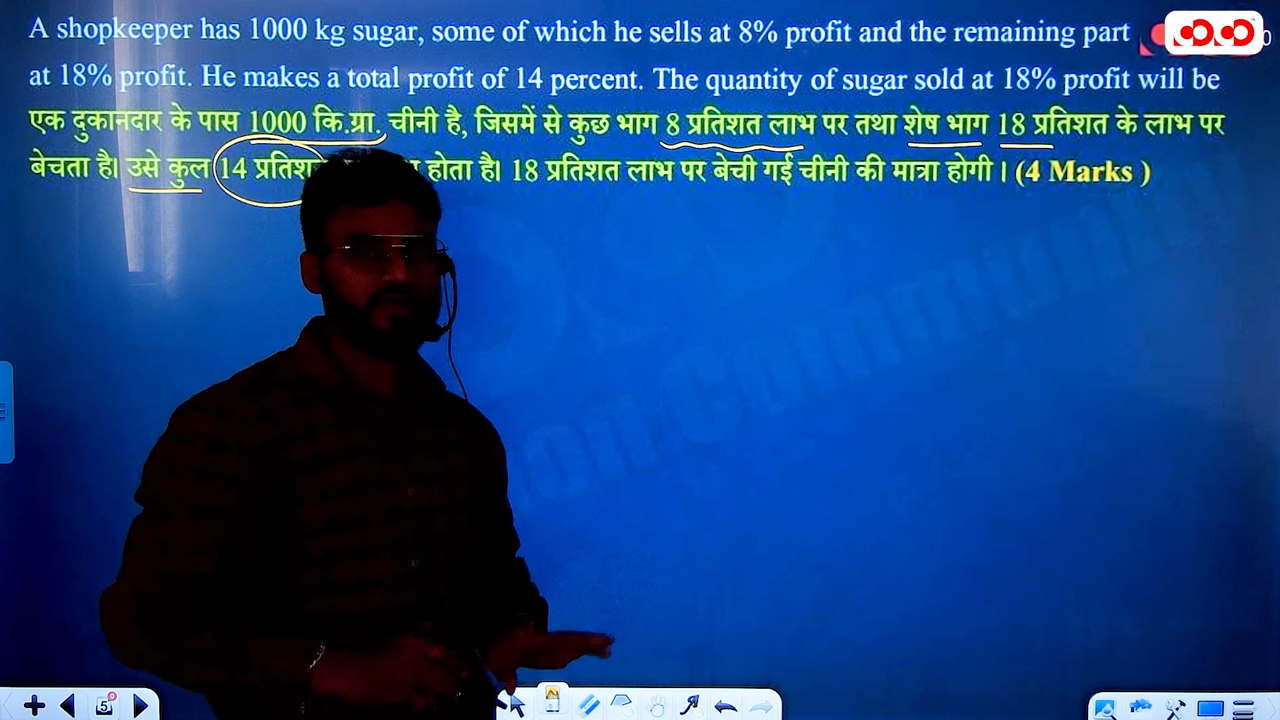 A shopkeeper has 1000 kg sugar, some of which he sells at 8% profit and the remaining part
at 18% profit. He makes a total profit of 14 percent. The quantity of sugar sold at 18% profit will be
एक दुकानदार के पास 1000 कि.ग्रा. चीनी है, जिसमें से कुछ भाग 8 प्रतिशत लाभ पर तथा शेष भाग 18 प्रतिशत के लाभ पर
बेचता है। उसे कुल 14 होता है। 18 प्रतिशत लाभ पर बेची गई चीनी की मात्रा होगी। (4 Marks )
5